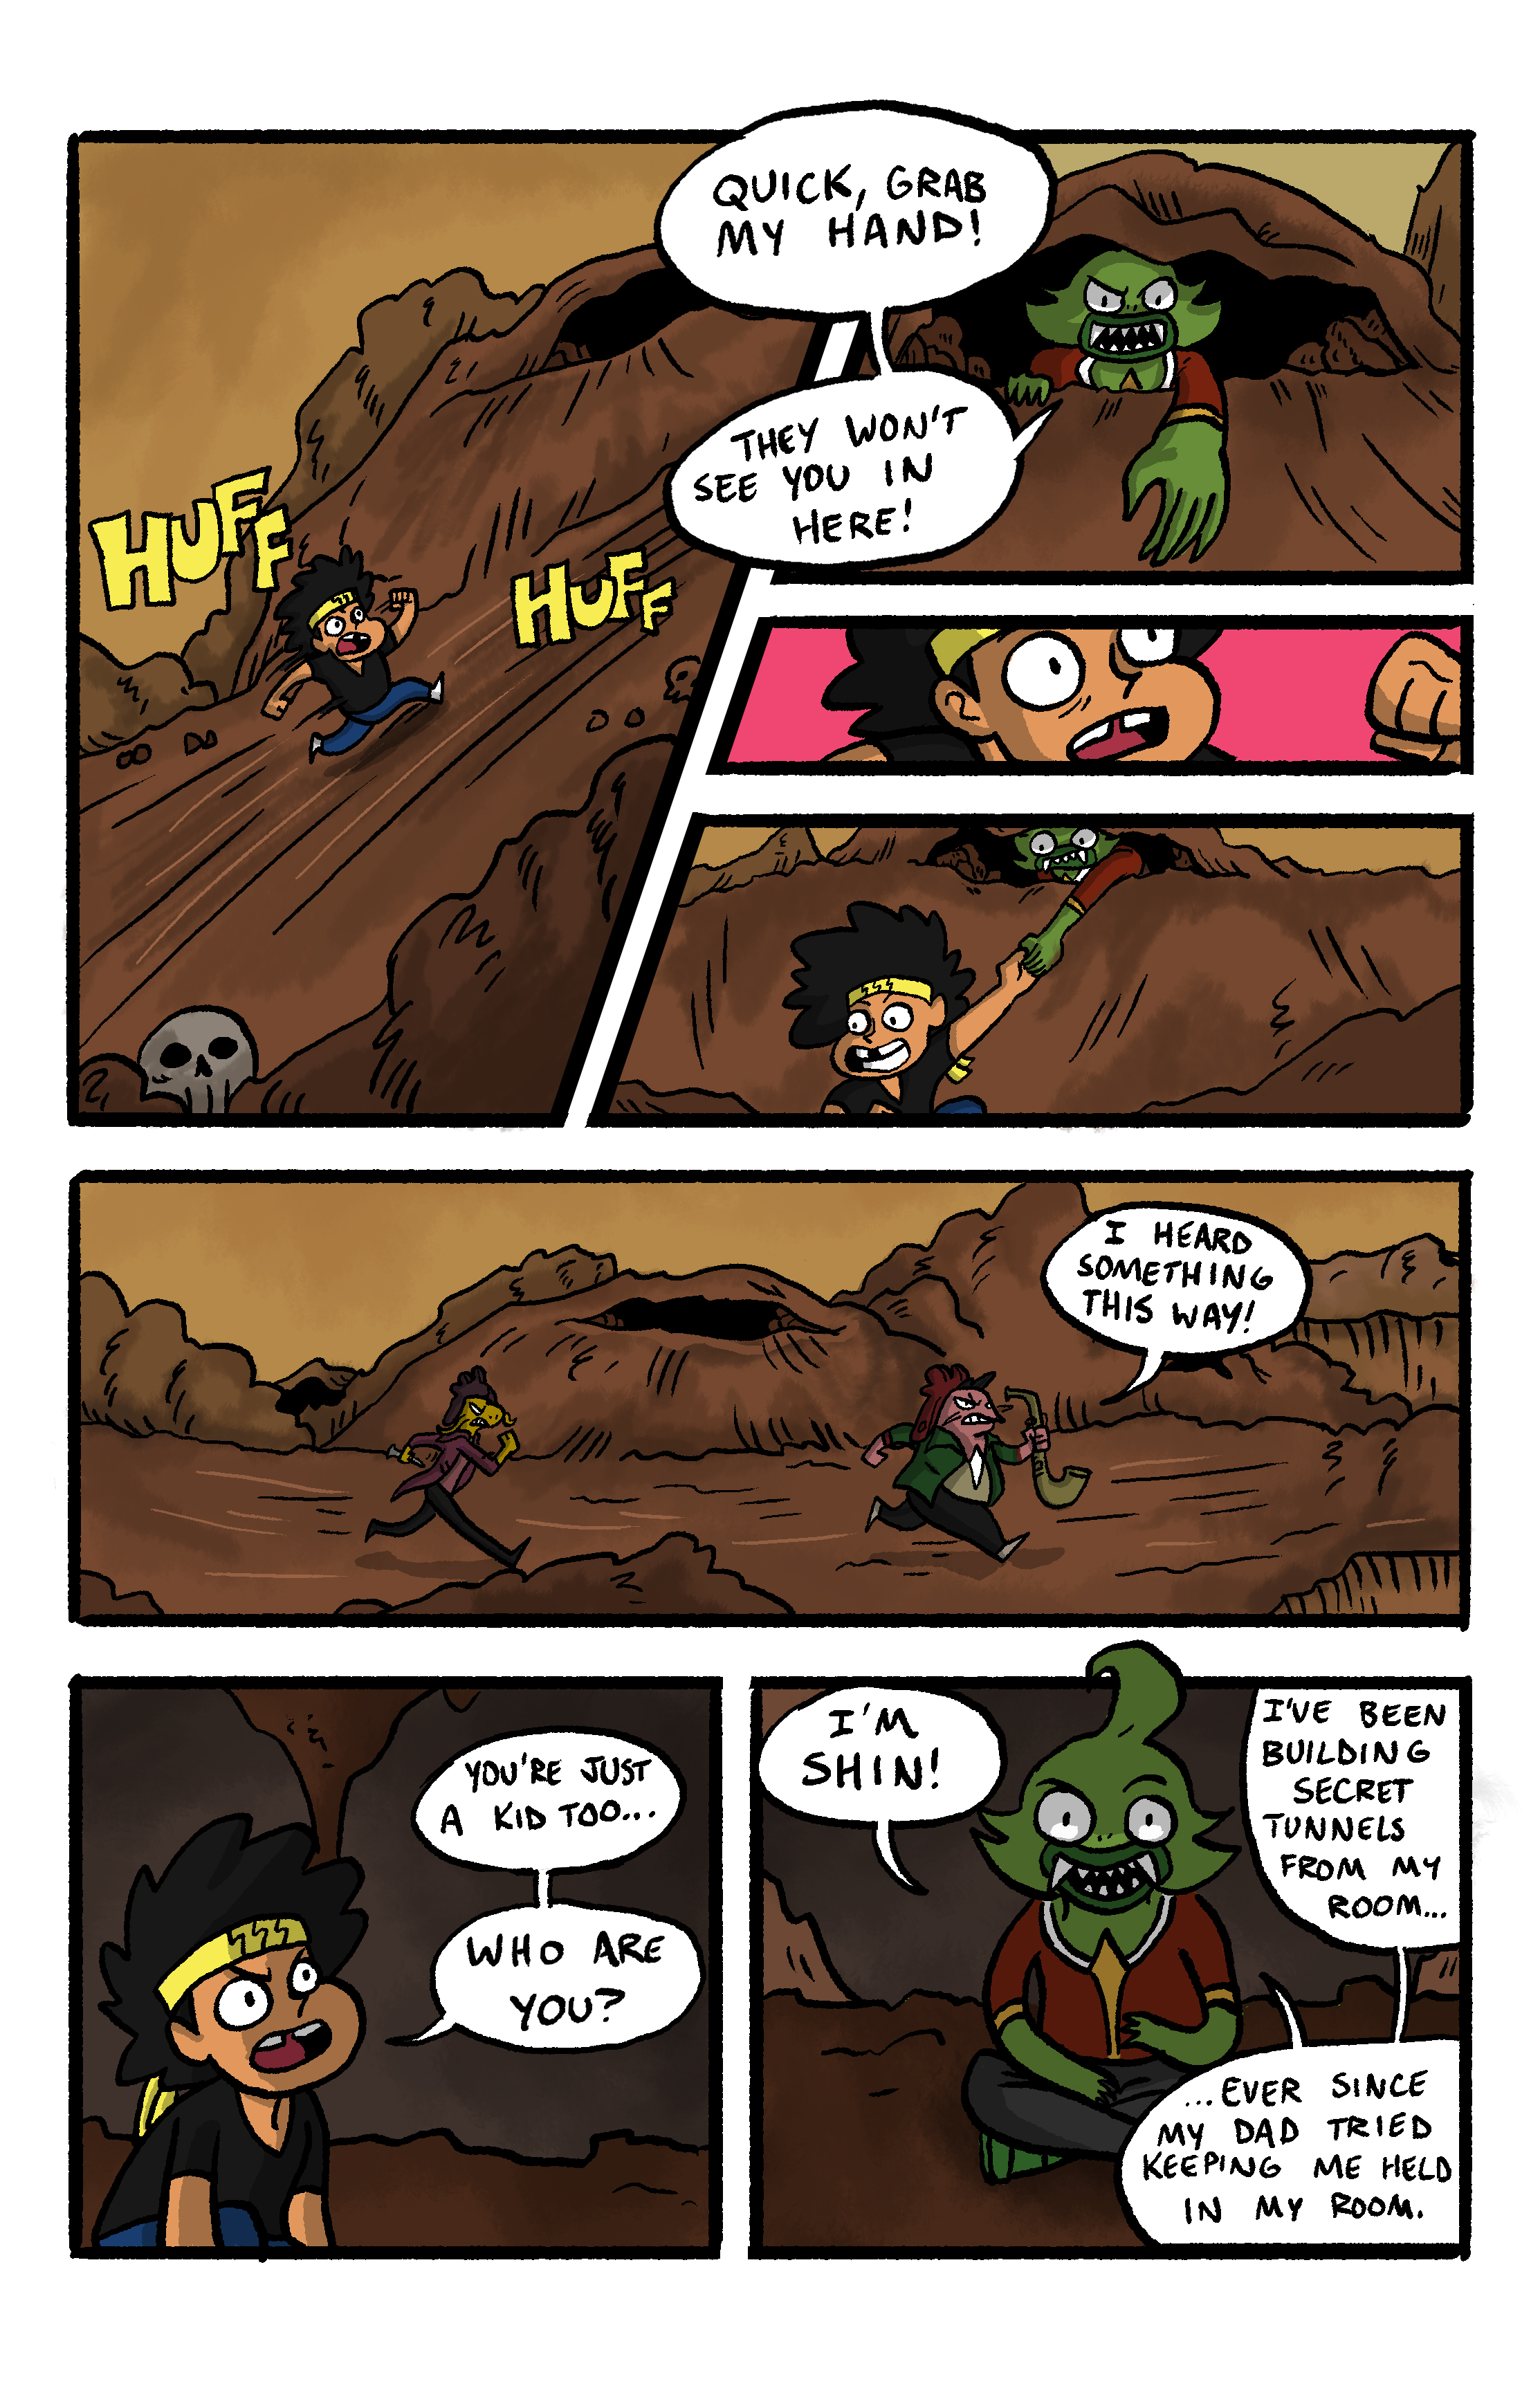 HUFF
HUFF
QUICK, GRAB
MY HAND!
THEY WON'T
SEE YOU IN
HERE!
I HEARD
SOMETHING
THIS WAY!
YOU'RE JUST
A KID TOO...
WHO ARE
YOU?
I'M
SHIN!
I'VE BEEN
BUILDING
SECRET
TUNNELS
FROM MY
ROOM...
...EVER SINCE
MY DAD TRIED
KEEPING ME HELD
IN MY ROOM.